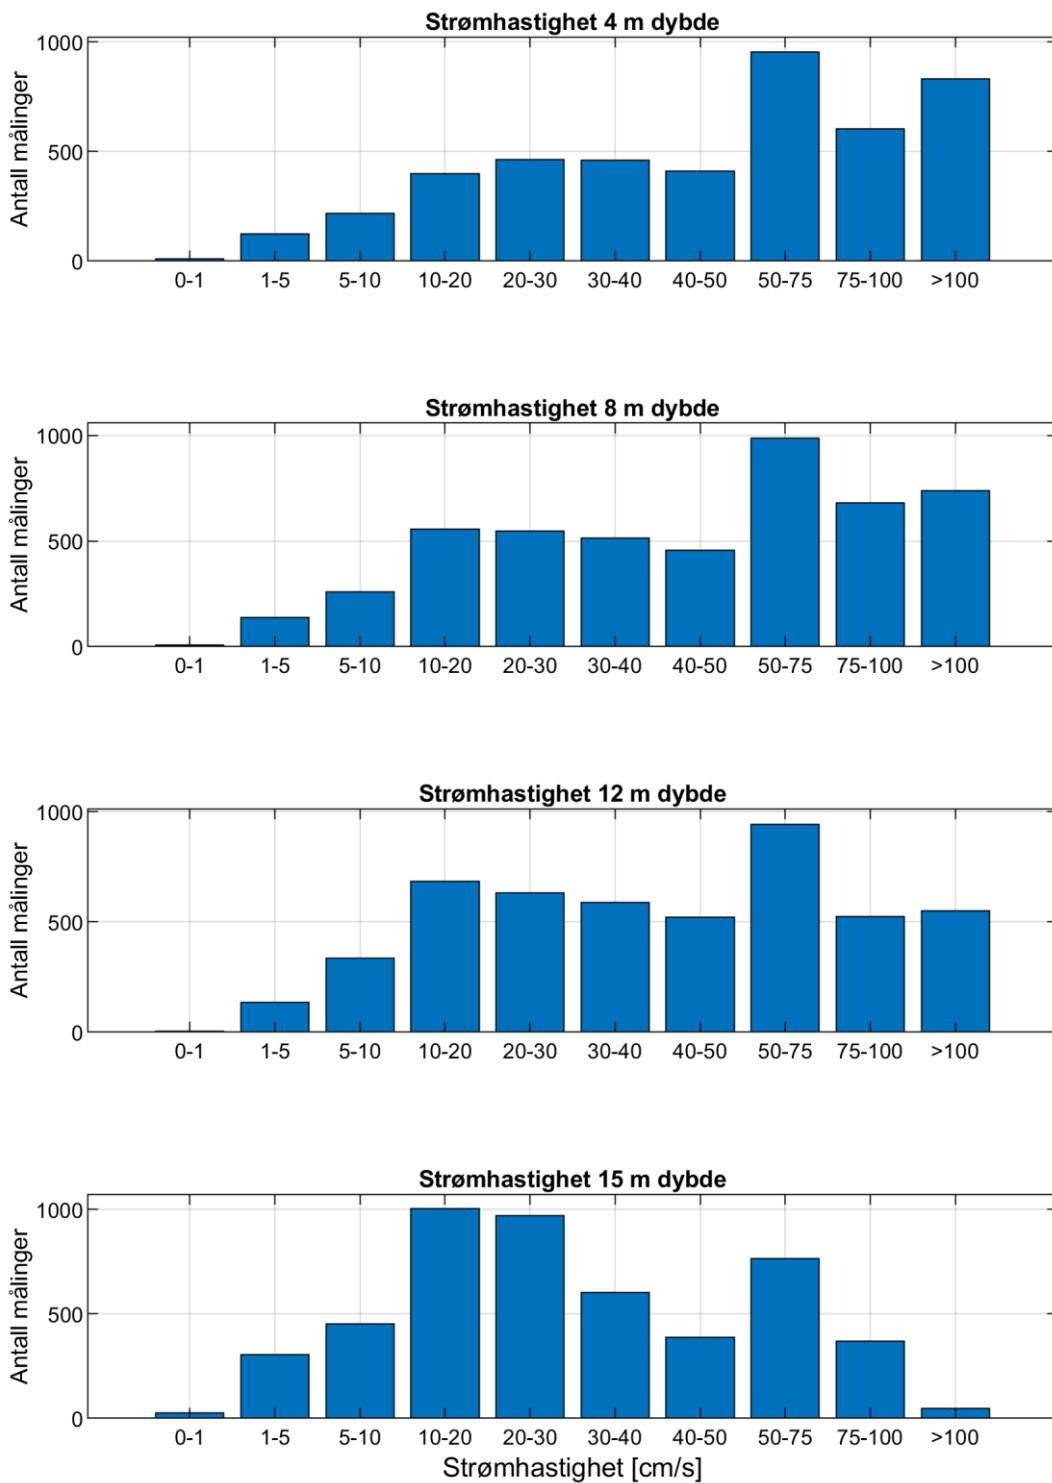 Strømhastighet 4 m dybde
Antall målinger
1000
500
0
0-1 1-5 5-10 10-20 20-30 30-40 40-50 50-75 75-100 >100
Strømhastighet 8 m dybde
Antall målinger
1000
500
0
0-1 1-5 5-10 10-20 20-30 30-40 40-50 50-75 75-100 >100
Strømhastighet 12 m dybde
Antall målinger
1000
500
0
0-1 1-5 5-10 10-20 20-30 30-40 40-50 50-75 75-100 >100
Strømhastighet 15 m dybde
Antall målinger
1000
500
0
0-1 1-5 5-10 10-20 20-30 30-40 40-50 50-75 75-100 >100
Strømhastighet [cm/s]